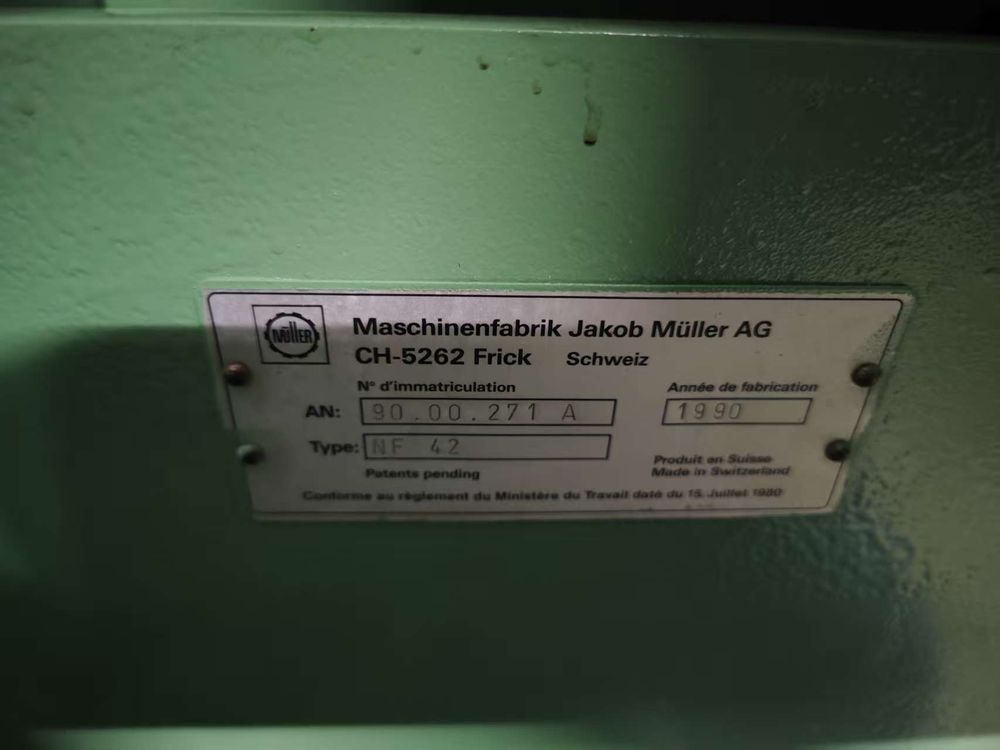 MÜLLER
Maschinenfabrik Jakob Müller AG
CH-5262 Frick Schweiz
N° d'immatriculation
Année de fabrication
AN: 90.00.271 A
1990
Type: NF 42
Produit en Suisse
Made in Switzerland
Patents pending
Conforme au règlement du Ministère du Travail daté du 15. Juillet 1980